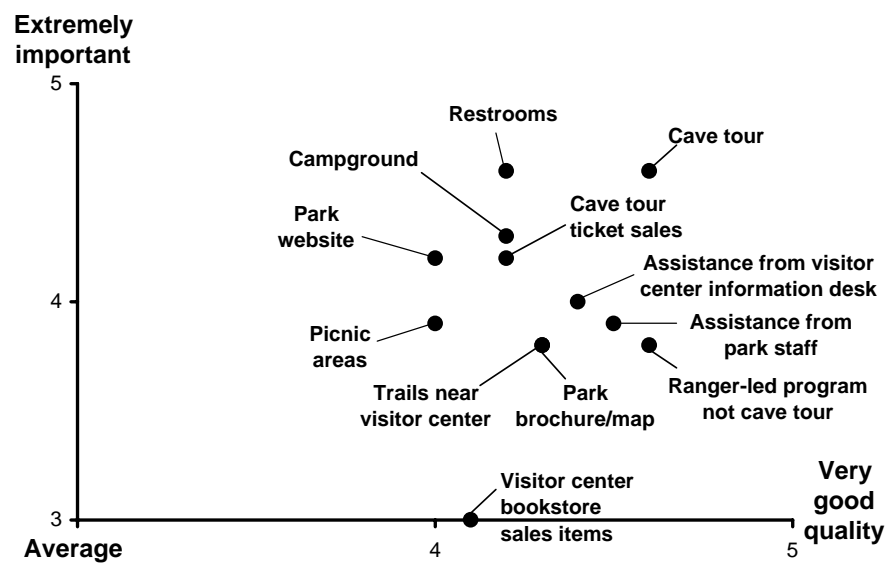 Extremely
important
5
Restrooms
Cave tour
Campground
Cave tour
ticket sales
Park
website
Assistance from visitor
center information desk
4
Assistance from
park staff
Picnic
areas
Ranger-led program
not cave tour
Trails near
visitor center
Park
brochure/map
Visitor center
bookstore
sales items
Very
good
quality
3
Average
4
5